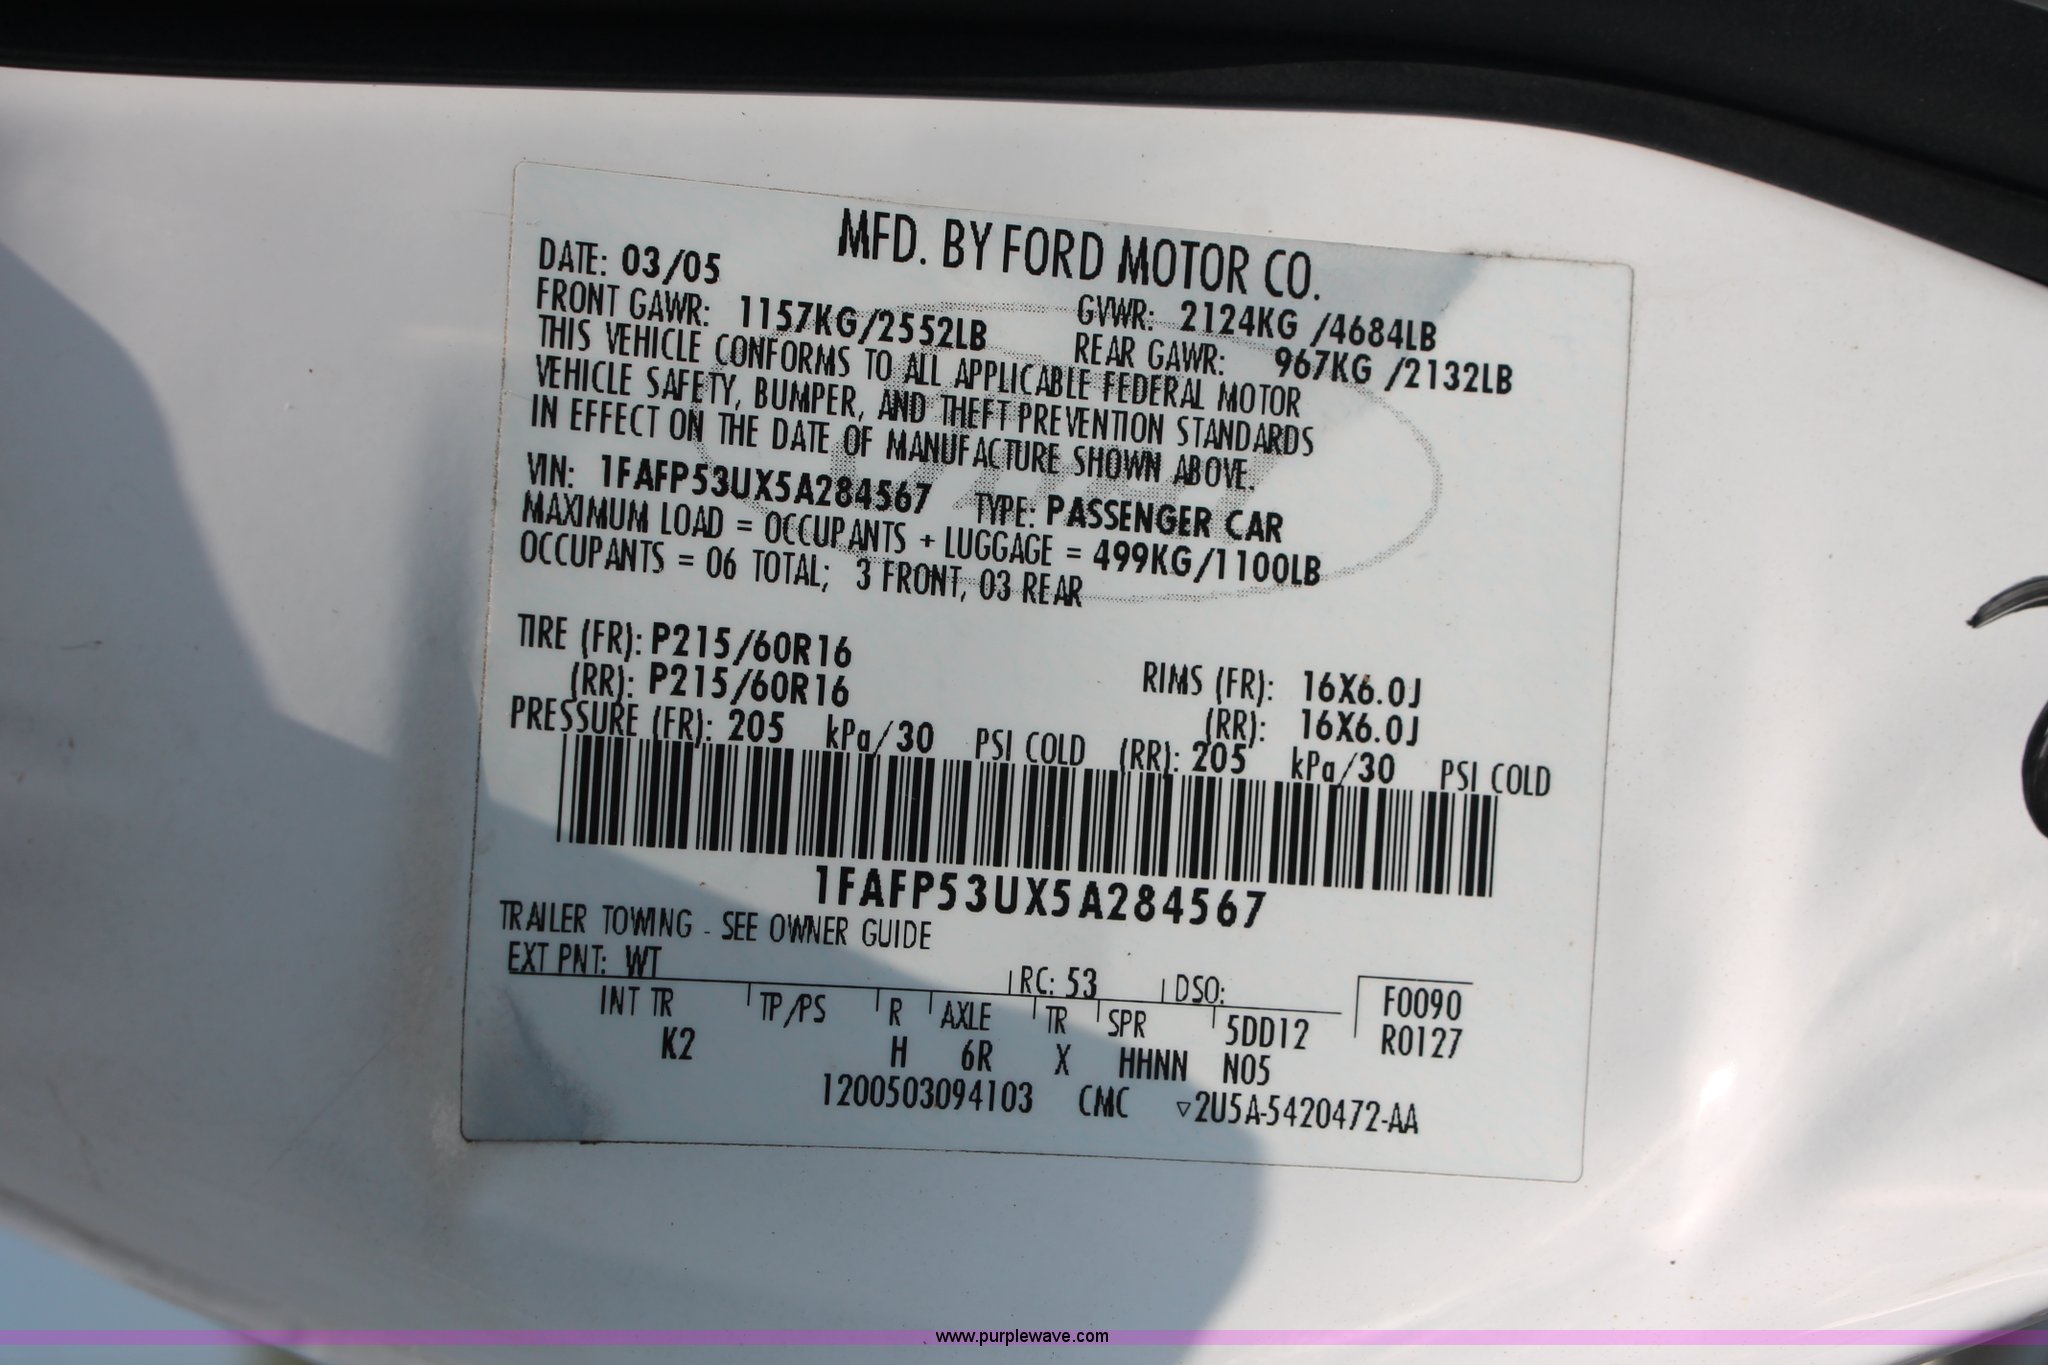 MFD. BY FORD MOTOR CO.
DATE: 03/05
GVWR: 2124KG /4684LB
FRONT GAWR: 1157KG/2552LB
REAR GAWR: 967KG /2132LB
THIS VEHICLE CONFORMS TO ALL APPLICABLE FEDERAL MOTOR
VEHICLE SAFETY, BUMPER, AND THEFT PREVENTION STANDARDS
IN EFFECT ON THE DATE OF MANUFACTURE SHOWN ABOVE.
VIN: 1FAFP53UX5A284567 TYPE: PASSENGER CAR
MAXIMUM LOAD = OCCUPANTS + LUGGAGE = 499KG/1100LB
OCCUPANTS = 06 TOTAL; 3 FRONT, 03 REAR
TIRE (FR): P215/60R16 RIMS (FR): 16X6.0J
(RR): P215/60R16 (RR): 16X6.0J
PRESSURE (FR): 205 kPa/30 PSI COLD (RR): 205 kPa/30 PSI COLD
1FAFP53UX5A284567
TRAILER TOWING - SEE OWNER GUIDE
EXT PNT: WT RC: 53 DSO: F0090
INT TR TP/PS R AXLE TR SPR 5DD12 R0127
K2 H 6R X HHNN N05
1200503094103 CMC ▽2U5A-5420472-AA
www.purplewave.com